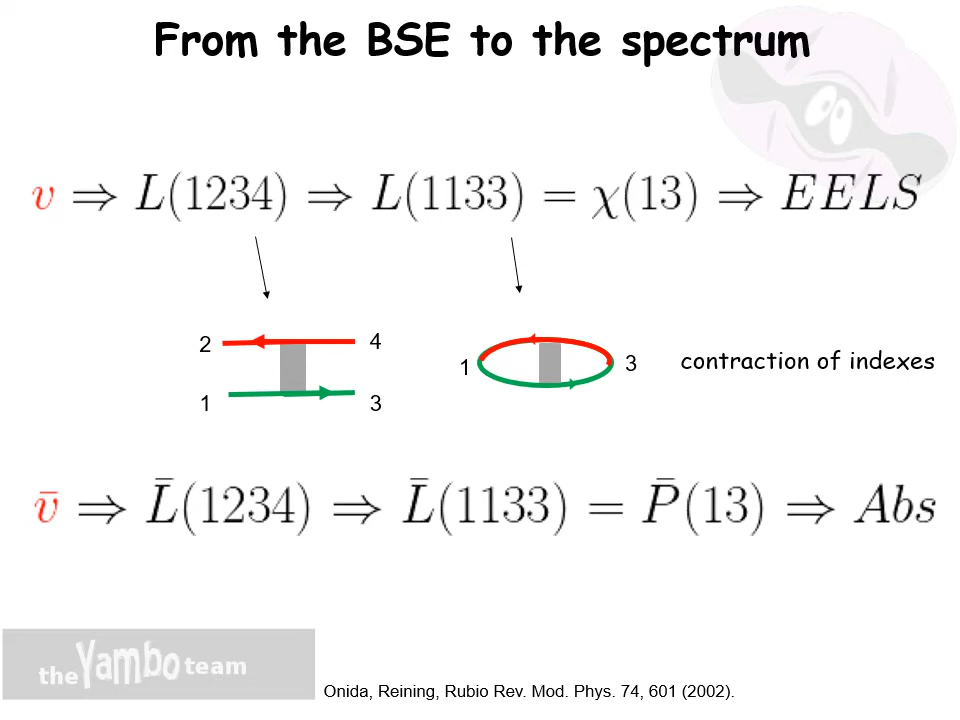 From the BSE to the spectrum
v ⇒ L(1234) ⇒ L(1133) = χ(13) ⇒ EELS
2 4
1 3
1 3
contraction of indexes
v̄ ⇒ L̄(1234) ⇒ L̄(1133) = P̄(13) ⇒ Abs
the Yambo team
Onida, Reining, Rubio Rev. Mod. Phys. 74, 601 (2002).